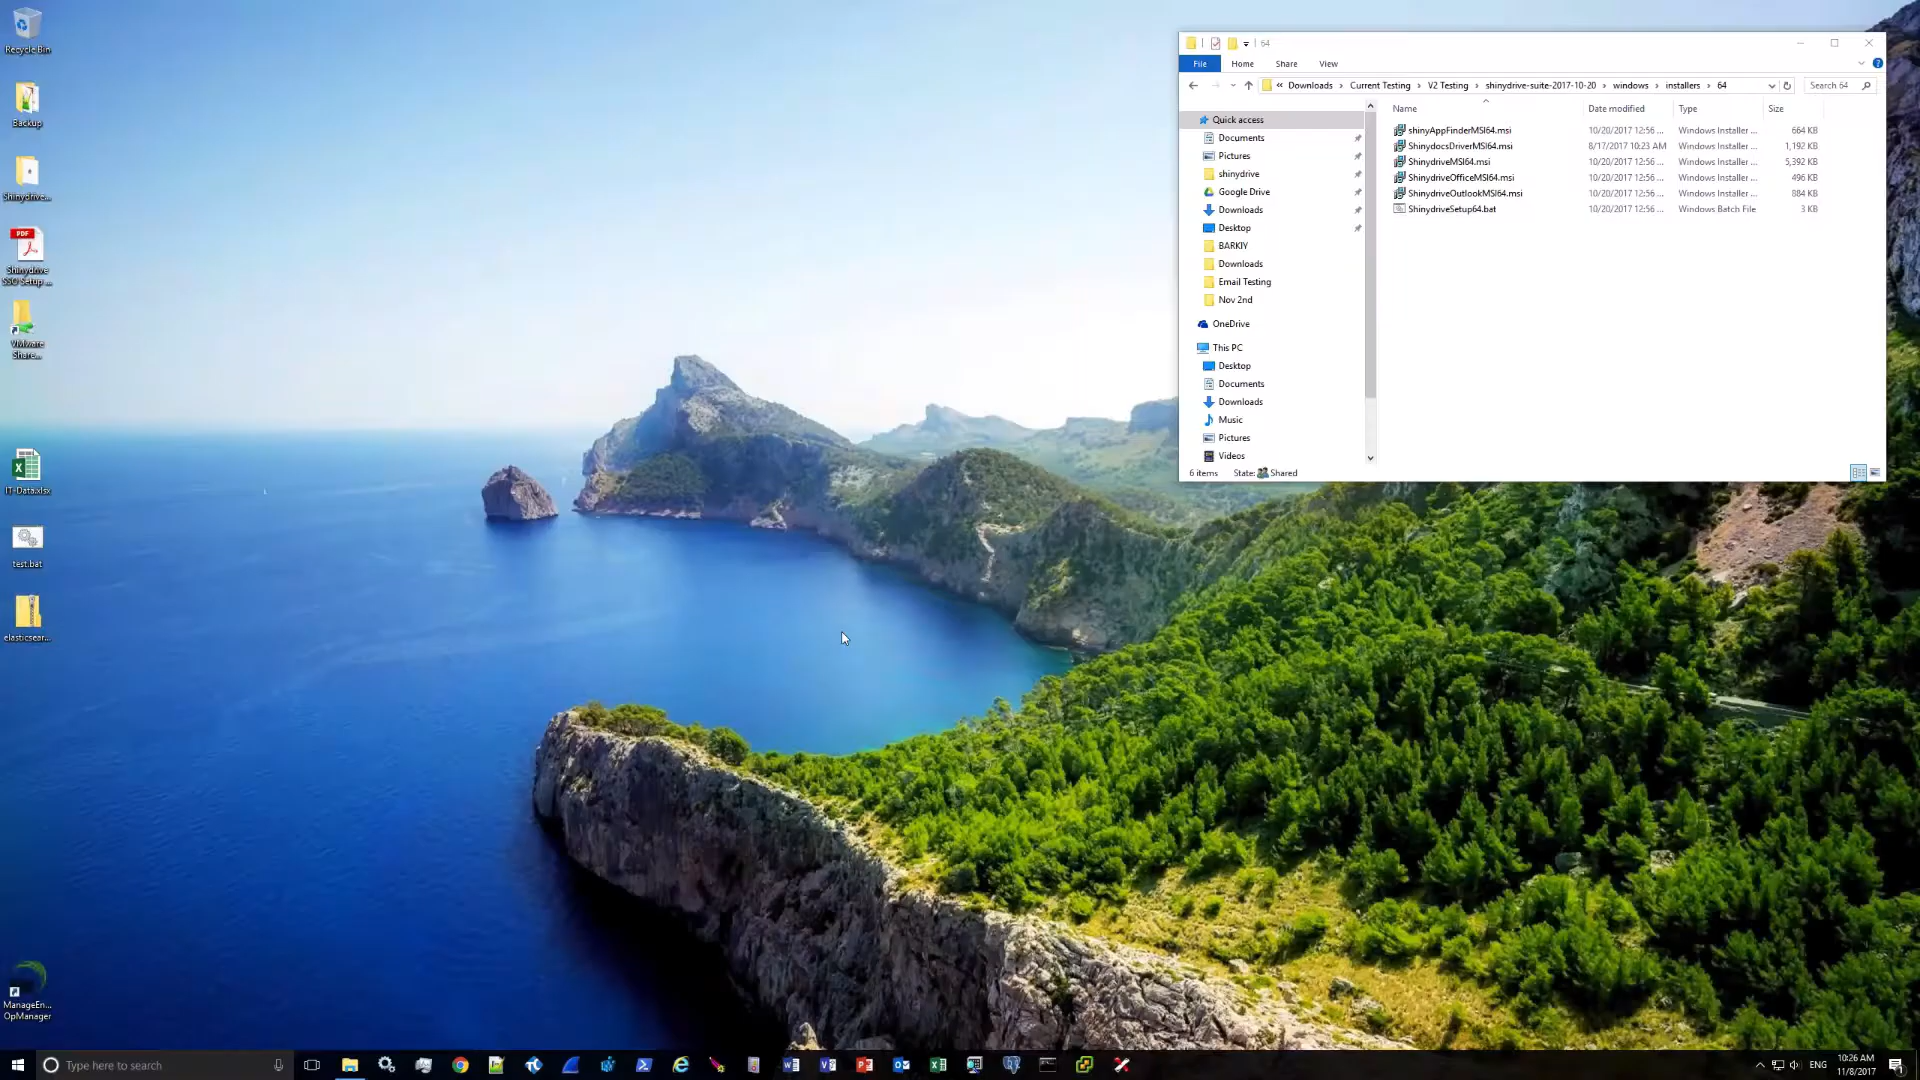 Recycle Bin
Backup
Shinydrive...
PDF
Shinydrive
SSO Setup ...
VMware
Share...
IT-Data.xlsx
test.bat
elasticsear...
ManageEn...
OpManager
64
File Home Share View
« Downloads › Current Testing › V2 Testing › shinydrive-suite-2017-10-20 › windows › installers › 64
Search 64
Quick access
Documents
Pictures
shinydrive
Google Drive
Downloads
Desktop
BARKIY
Downloads
Email Testing
Nov 2nd
OneDrive
This PC
Desktop
Documents
Downloads
Music
Pictures
Videos
Name Date modified Type Size
shinyAppFinderMSI64.msi 10/20/2017 12:56 ... Windows Installer ... 664 KB
ShinydocsDriverMSI64.msi 8/17/2017 10:23 AM Windows Installer ... 1,192 KB
ShinydriveMSI64.msi 10/20/2017 12:56 ... Windows Installer ... 5,392 KB
ShinydriveOfficeMSI64.msi 10/20/2017 12:56 ... Windows Installer ... 496 KB
ShinydriveOutlookMSI64.msi 10/20/2017 12:56 ... Windows Installer ... 884 KB
ShinydriveSetup64.bat 10/20/2017 12:56 ... Windows Batch File 3 KB
6 items State: Shared
Type here to search
ENG
10:26 AM
11/8/2017